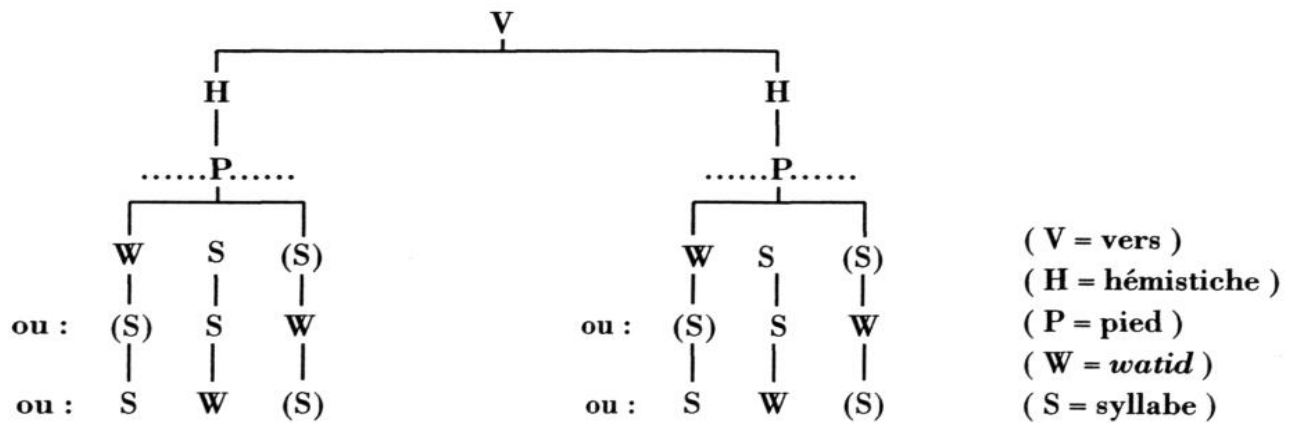 V
H H
......P...... ......P......
W S (S) W S (S) ( V = vers )
( H = hémistiche )
ou : (S) S W ou : (S) S W ( P = pied )
( W = watid )
ou : S W (S) ou : S W (S) ( S = syllabe )